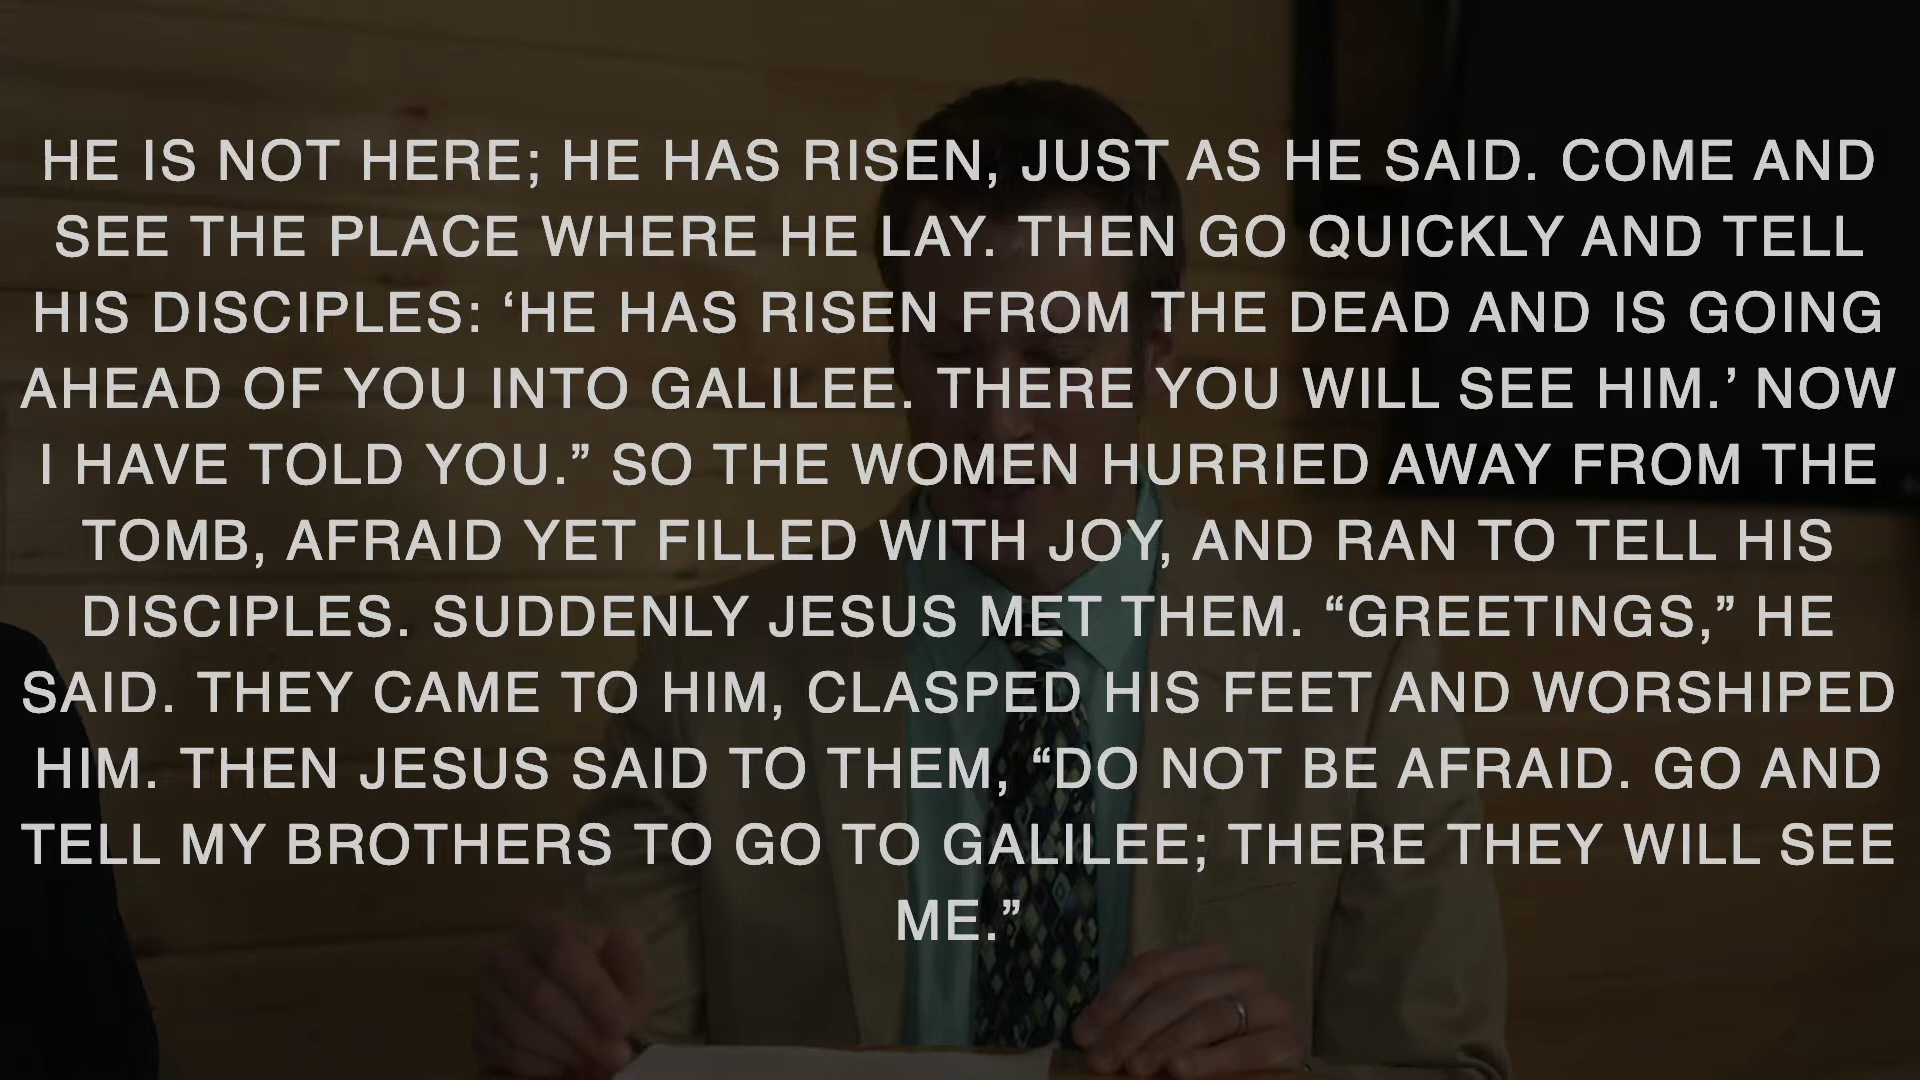 HE IS NOT HERE; HE HAS RISEN, JUST AS HE SAID. COME AND
SEE THE PLACE WHERE HE LAY. THEN GO QUICKLY AND TELL
HIS DISCIPLES: ‘HE HAS RISEN FROM THE DEAD AND IS GOING
AHEAD OF YOU INTO GALILEE. THERE YOU WILL SEE HIM.’ NOW
I HAVE TOLD YOU.” SO THE WOMEN HURRIED AWAY FROM THE
TOMB, AFRAID YET FILLED WITH JOY, AND RAN TO TELL HIS
DISCIPLES. SUDDENLY JESUS MET THEM. “GREETINGS,” HE
SAID. THEY CAME TO HIM, CLASPED HIS FEET AND WORSHIPED
HIM. THEN JESUS SAID TO THEM, “DO NOT BE AFRAID. GO AND
TELL MY BROTHERS TO GO TO GALILEE; THERE THEY WILL SEE
ME.”